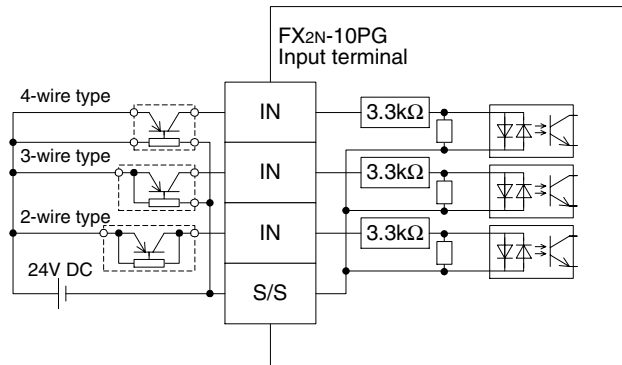 FX2N-10PG
Input terminal
4-wire type
IN
3.3kΩ
3-wire type
IN
3.3kΩ
2-wire type
IN
3.3kΩ
24V DC
S/S